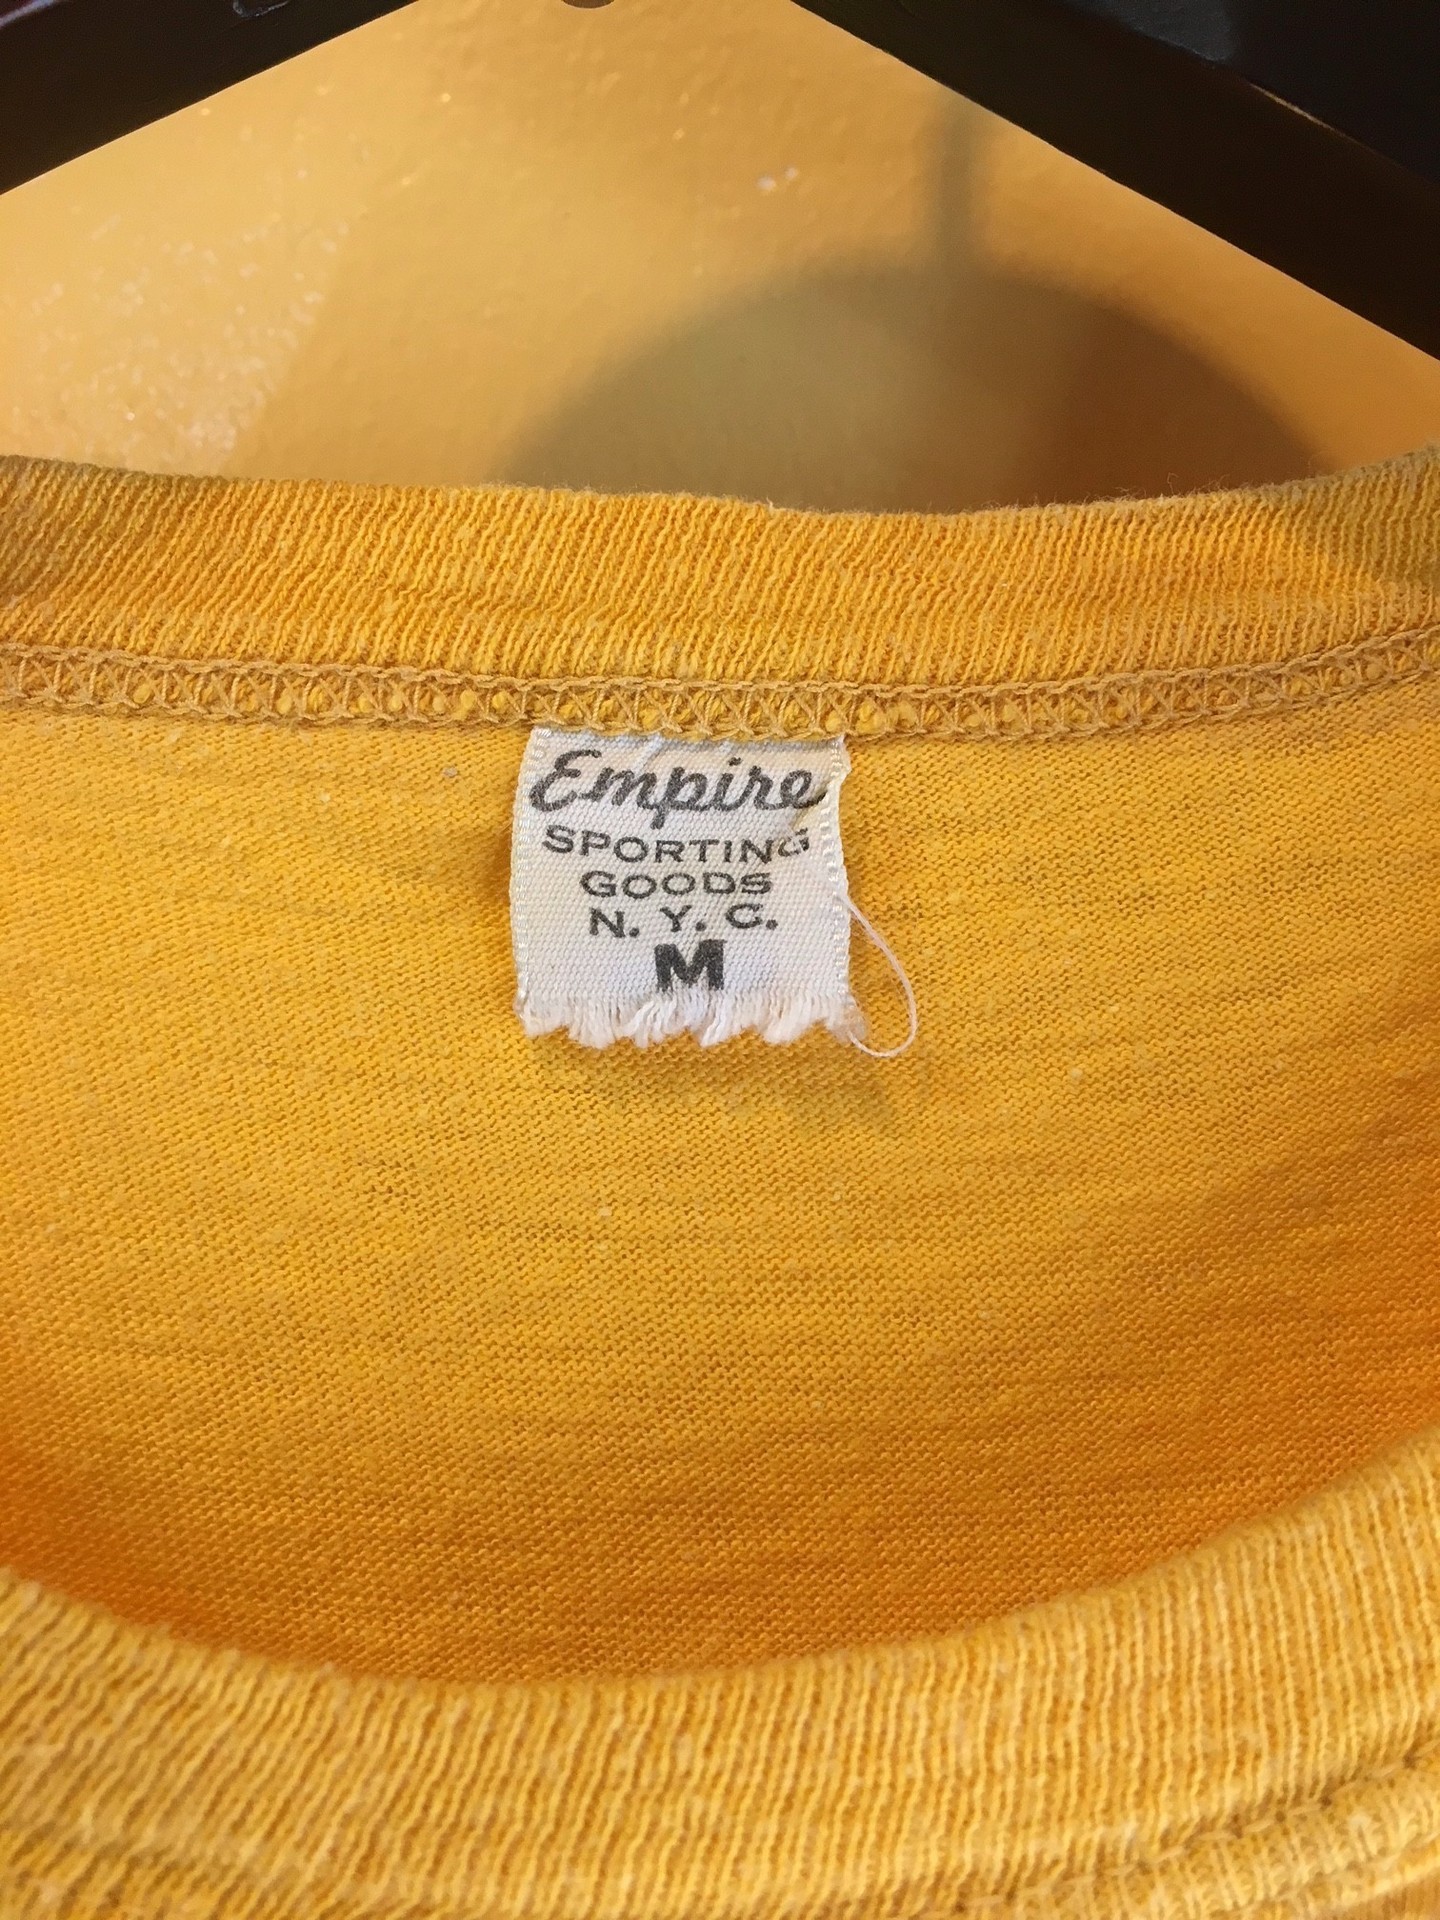 Empire
SPORTING
GOODS
N. Y. C.
M